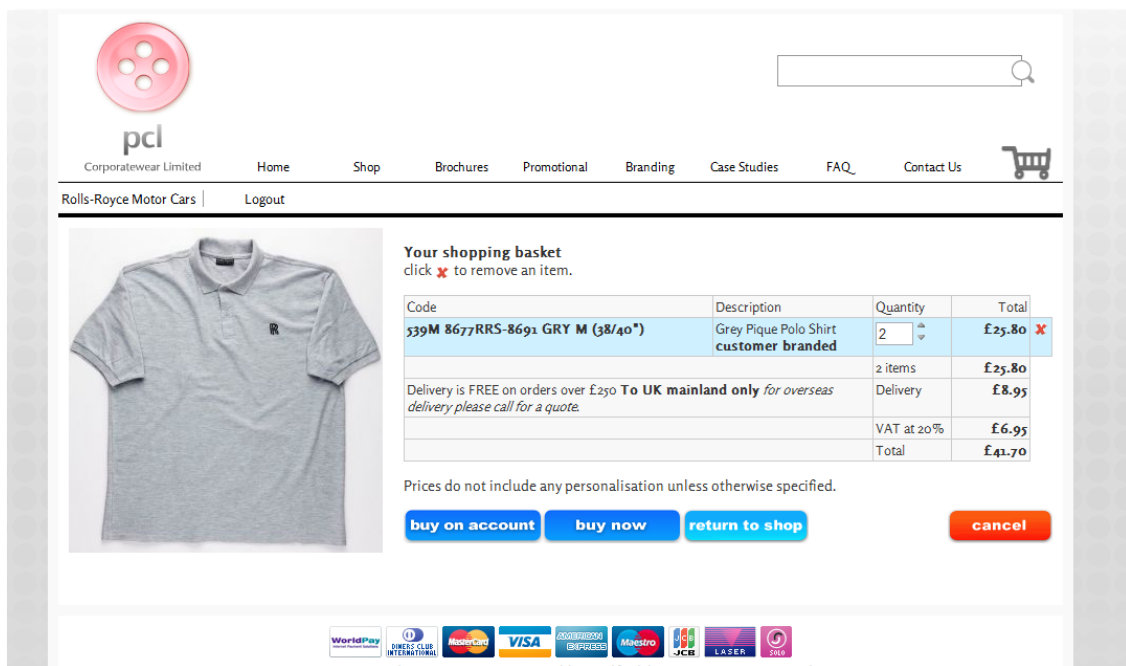 pcl
Corporatewear Limited
Home Shop Brochures Promotional Branding Case Studies FAQ Contact Us
Rolls-Royce Motor Cars Logout
Your shopping basket
click x to remove an item.
Code Description Quantity Total
539M 8677RRS-8691 GRY M (38/40") Grey Pique Polo Shirt 2 £25.80
customer branded
2 items £25.80
Delivery is FREE on orders over £250 To UK mainland only for overseas Delivery £8.95
delivery please call for a quote.
VAT at 20% £6.95
Total £41.70
Prices do not include any personalisation unless otherwise specified.
buy on account buy now return to shop cancel
WorldPay DINERS CLUB INTERNATIONAL MasterCard VISA AMERICAN EXPRESS Maestro JCB LASER SOLO